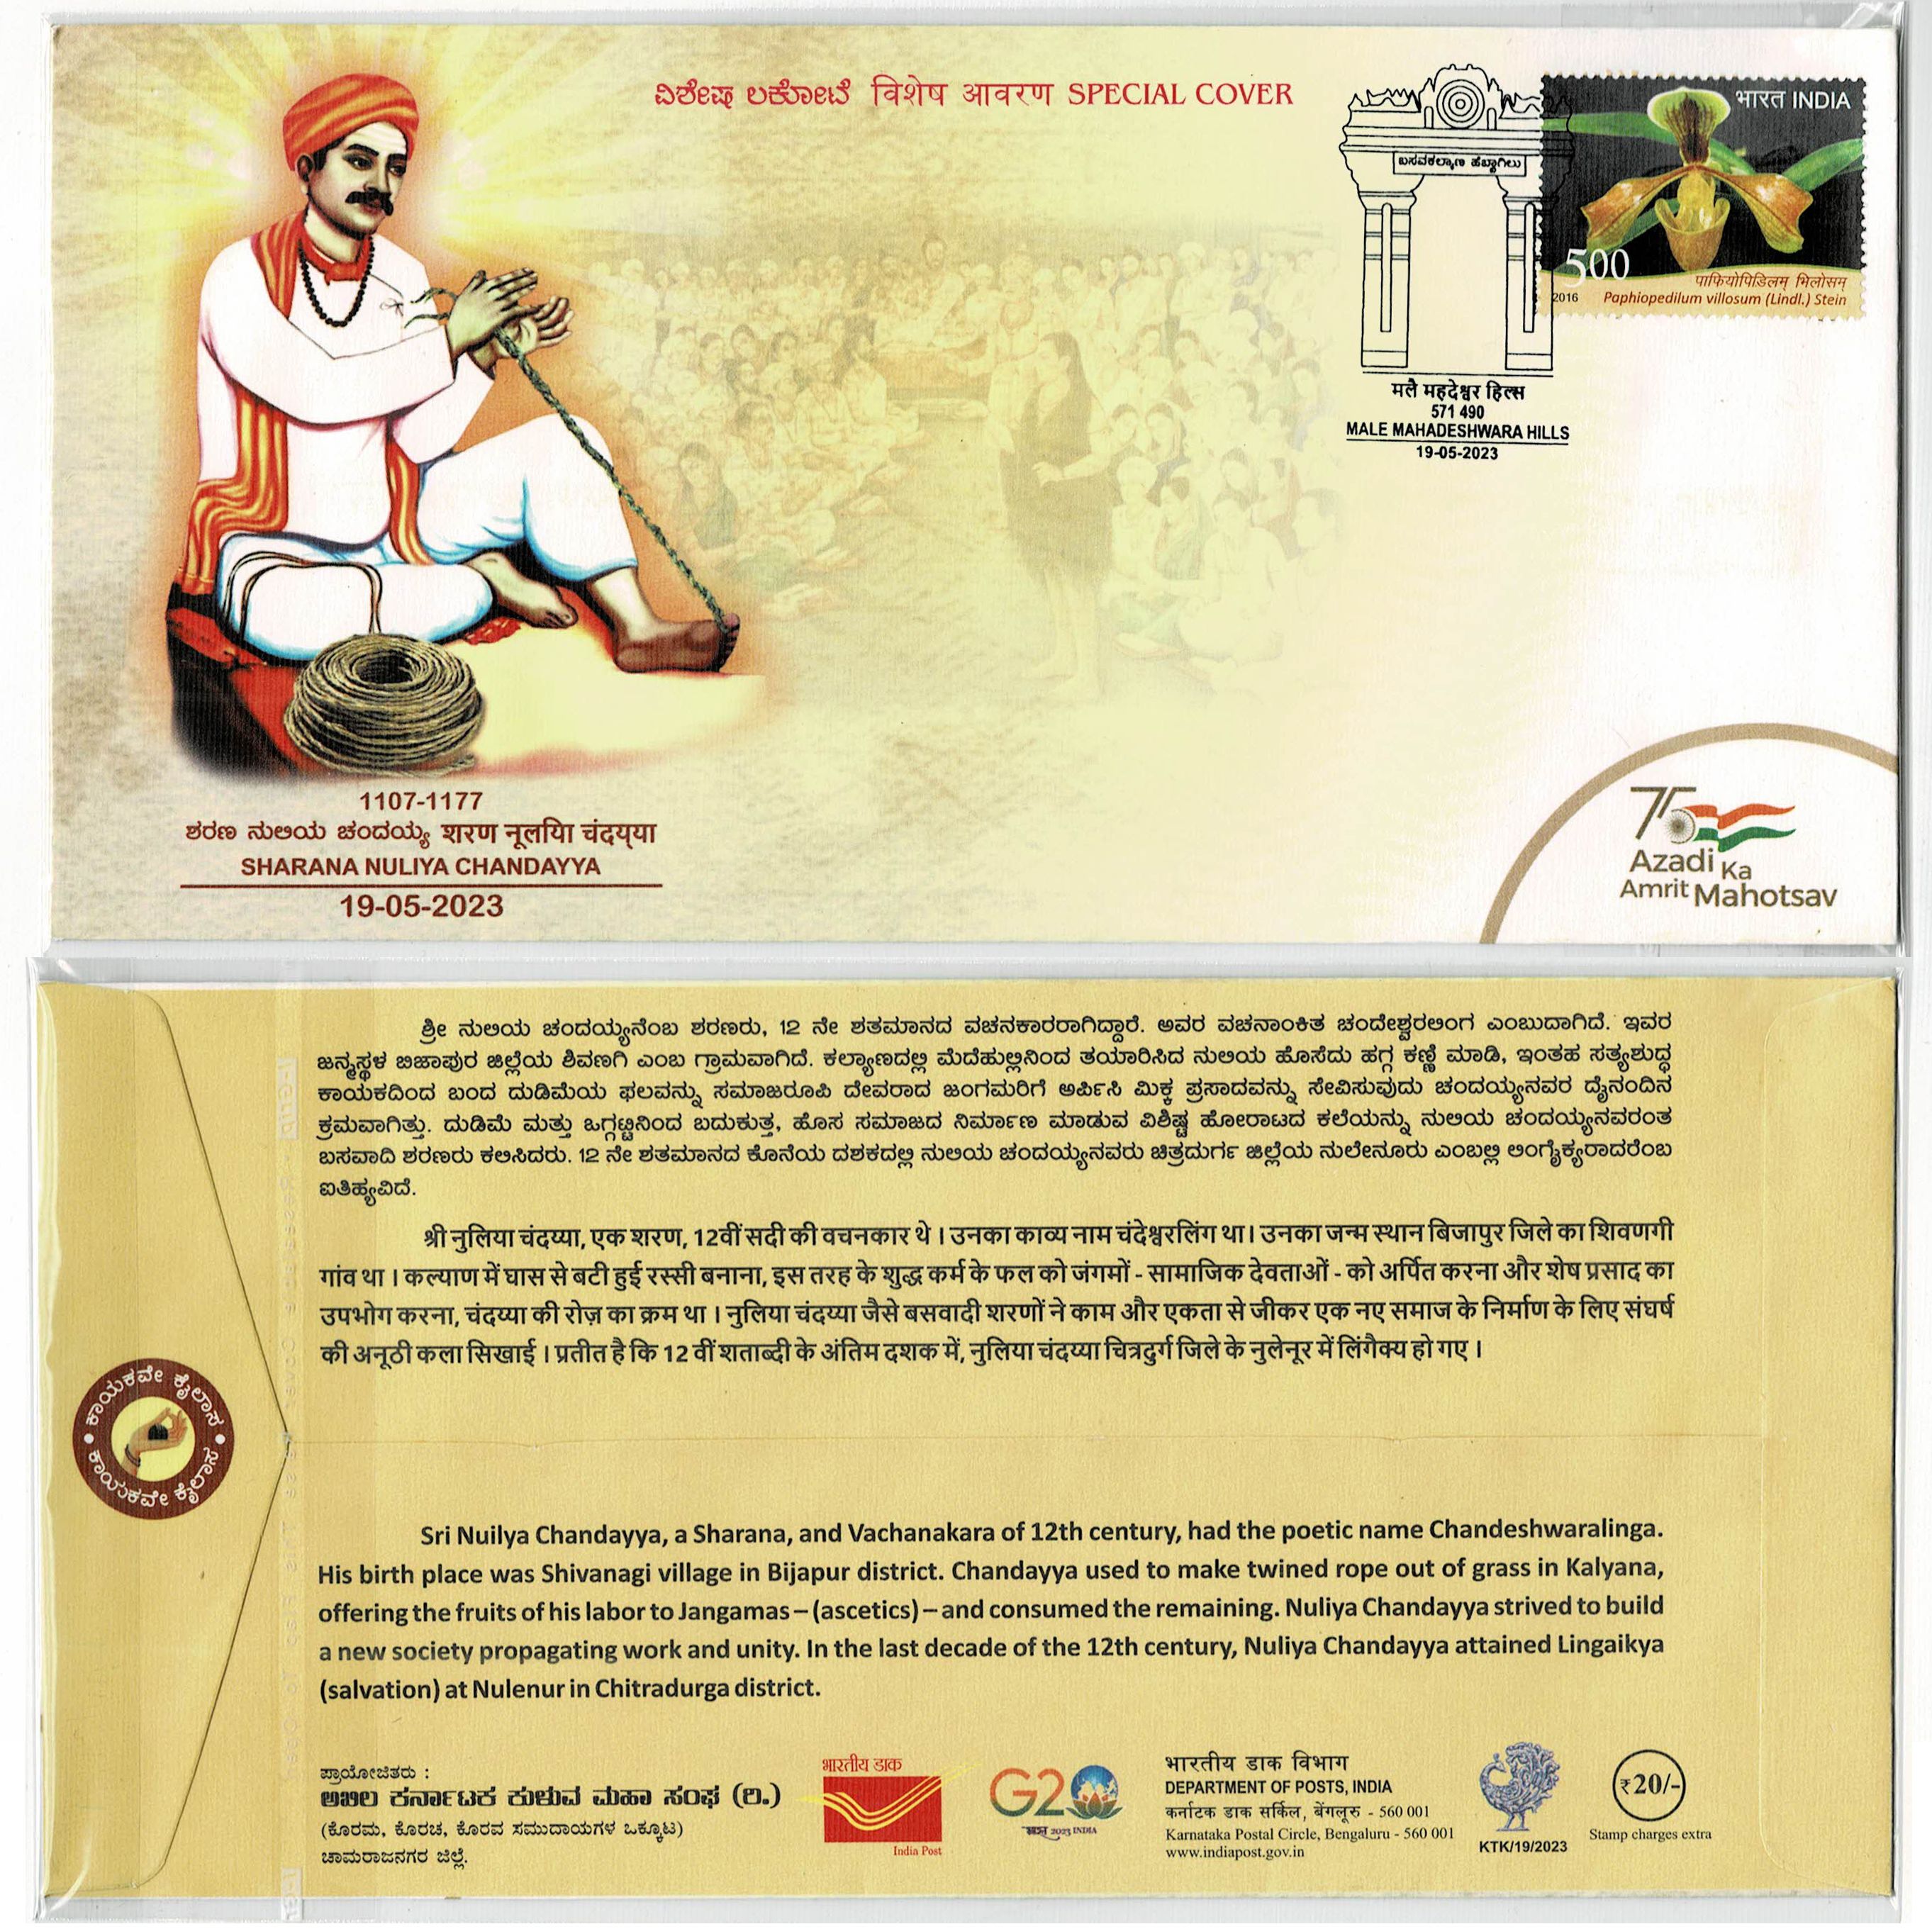 ವಿಶೇಷ ಲಕೋಟೆ विशेष आवरण SPECIAL COVER
भारत INDIA
ಬಸವಕಲ್ಯಾಣ ಹೆಬ್ಬಾಗಿಲು
500
पाफियोपिडिलम् भिलोसम्
2016
Paphiopedilum villosum (Lindl.) Stein
मलै महदेश्वर हिल्स
571 490
MALE MAHADESHWARA HILLS
19-05-2023
1107-1177
ಶರಣ ನುಲಿಯ ಚಂದಯ್ಯ शरण नूलयिा चंदय्या
SHARANA NULIYA CHANDAYYA
19-05-2023
75
Azadi Ka
Amrit Mahotsav
ಶ್ರೀ ನುಲಿಯ ಚಂದಯ್ಯನೆಂಬ ಶರಣರು, 12 ನೇ ಶತಮಾನದ ವಚನಕಾರರಾಗಿದ್ದಾರೆ. ಅವರ ವಚನಾಂಕಿತ ಚಂದೇಶ್ವರಲಿಂಗ ಎಂಬುದಾಗಿದೆ. ಇವರ
ಜನ್ಮಸ್ಥಳ ಬಿಜಾಪುರ ಜಿಲ್ಲೆಯ ಶಿವಣಗಿ ಎಂಬ ಗ್ರಾಮವಾಗಿದೆ. ಕಲ್ಯಾಣದಲ್ಲಿ ಮೆದೆಹುಲ್ಲಿನಿಂದ ತಯಾರಿಸಿದ ನುಲಿಯ ಹೊಸೆದು ಹಗ್ಗ ಕಣ್ಣಿ ಮಾಡಿ, ಇಂತಹ ಸತ್ಯಶುದ್ಧ
ಕಾಯಕದಿಂದ ಬಂದ ದುಡಿಮೆಯ ಫಲವನ್ನು ಸಮಾಜರೂಪಿ ದೇವರಾದ ಜಂಗಮರಿಗೆ ಅರ್ಪಿಸಿ ಮಿಕ್ಕ ಪ್ರಸಾದವನ್ನು ಸೇವಿಸುವುದು ಚಂದಯ್ಯನವರ ದೈನಂದಿನ
ಕ್ರಮವಾಗಿತ್ತು. ದುಡಿಮೆ ಮತ್ತು ಒಗ್ಗಟ್ಟಿನಿಂದ ಬದುಕುತ್ತ, ಹೊಸ ಸಮಾಜದ ನಿರ್ಮಾಣ ಮಾಡುವ ವಿಶಿಷ್ಟ ಹೋರಾಟದ ಕಲೆಯನ್ನು ನುಲಿಯ ಚಂದಯ್ಯನವರಂತ
ಬಸವಾದಿ ಶರಣರು ಕಲಿಸಿದರು. 12 ನೇ ಶತಮಾನದ ಕೊನೆಯ ದಶಕದಲ್ಲಿ ನುಲಿಯ ಚಂದಯ್ಯನವರು ಚಿತ್ರದುರ್ಗ ಜಿಲ್ಲೆಯ ನುಲೇನೂರು ಎಂಬಲ್ಲಿ ಲಿಂಗೈಕ್ಯರಾದರೆಂಬ
ಐತಿಹ್ಯವಿದೆ.
श्री नुलिया चंदय्या, एक शरण, 12वीं सदी की वचनकार थे । उनका काव्य नाम चंदेश्वरलिंग था। उनका जन्म स्थान बिजापुर जिले का शिवणगी
गांव था । कल्याण में घास से बटी हुई रस्सी बनाना, इस तरह के शुद्ध कर्म के फल को जंगमों - सामाजिक देवताओं - को अर्पित करना और शेष प्रसाद का
उपभोग करना, चंदय्या की रोज़ का क्रम था । नुलिया चंदय्या जैसे बसवादी शरणों ने काम और एकता से जीकर एक नए समाज के निर्माण के लिए संघर्ष
की अनूठी कला सिखाई । प्रतीत है कि 12 वीं शताब्दी के अंतिम दशक में, नुलिया चंदय्या चित्रदुर्ग जिले के नुलेनूर में लिंगैक्य हो गए ।
ಕಾಯಕವೇ ಕೈಲಾಸ
ಕಾಯಕವೇ ಕೈಲಾಸ
Sri Nuilya Chandayya, a Sharana, and Vachanakara of 12th century, had the poetic name Chandeshwaralinga.
His birth place was Shivanagi village in Bijapur district. Chandayya used to make twined rope out of grass in Kalyana,
offering the fruits of his labor to Jangamas – (ascetics) – and consumed the remaining. Nuliya Chandayya strived to build
a new society propagating work and unity. In the last decade of the 12th century, Nuliya Chandayya attained Lingaikya
(salvation) at Nulenur in Chitradurga district.
ಪ್ರಾಯೋಜಿತರು :
ಅಖಿಲ ಕರ್ನಾಟಕ ಕುಳುವ ಮಹಾ ಸಂಘ (ರಿ.)
(ಕೊರಮ, ಕೊರಚ, ಕೊರವ ಸಮುದಾಯಗಳ ಒಕ್ಕೂಟ)
ಚಾಮರಾಜನಗರ ಜಿಲ್ಲೆ.
भारतीय डाक
India Post
G20
भारत 2023 INDIA
भारतीय डाक विभाग
DEPARTMENT OF POSTS, INDIA
कर्नाटक डाक सर्किल, बेंगलूरु - 560 001
Karnataka Postal Circle, Bengaluru - 560 001
www.indiapost.gov.in
KTK/19/2023
₹20/-
Stamp charges extra